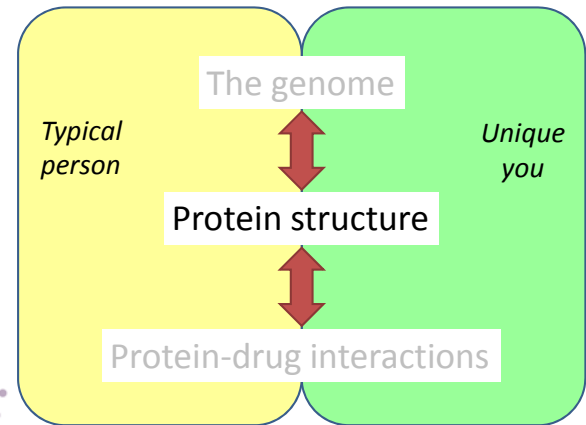 The genome
Typical
person
Unique
you
Protein structure
Protein-drug interactions